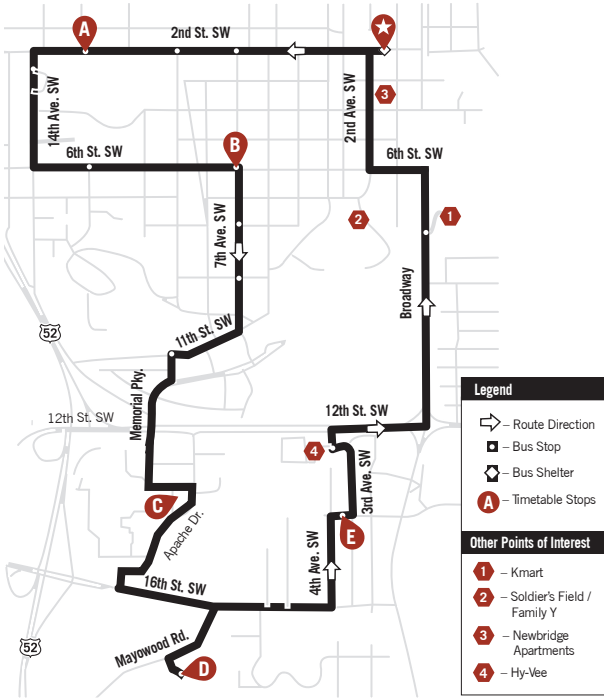 A
2nd St. SW
3
14th Ave. SW
2nd Ave. SW
B
6th St. SW
6th St. SW
2
1
7th Ave. SW
Broadway
52
11th St. SW
Memorial Pky.
12th St. SW
12th St. SW
4
3rd Ave. SW
C
Apache Dr.
E
4th Ave. SW
16th St. SW
Mayowood Rd.
52
D
Legend
– Route Direction
– Bus Stop
– Bus Shelter
A – Timetable Stops
Other Points of Interest
1 – Kmart
2 – Soldier's Field /
Family Y
3 – Newbridge
Apartments
4 – Hy-Vee